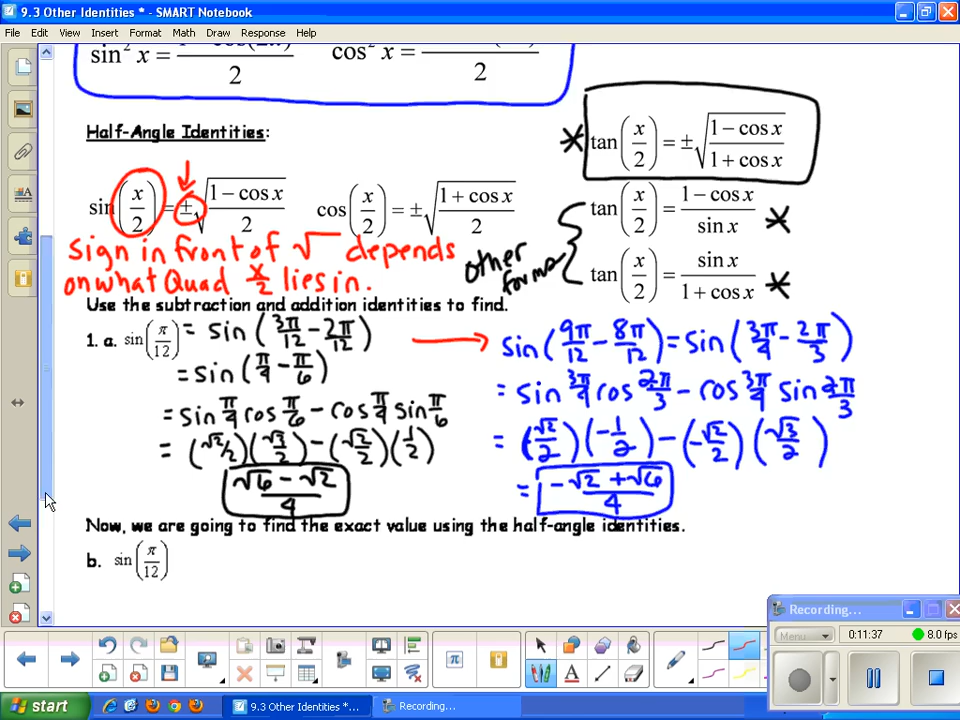 9.3 Other Identities * - SMART Notebook
File Edit View Insert Format Math Draw Response Help
sin² x = 1 − cos(2x) / 2 cos² x = / 2
Half-Angle Identities:
sin(x/2) = ±√((1 − cos x)/2) cos(x/2) = ±√((1 + cos x)/2)
* tan(x/2) = ±√((1 − cos x)/(1 + cos x))
tan(x/2) = (1 − cos x)/(sin x) *
other forms
tan(x/2) = (sin x)/(1 + cos x) *
Sign in front of √ depends
on what Quad x/2 lies in.
Use the subtraction and addition identities to find.
1. a. sin(π/12) = sin(3π/12 − 2π/12)
= sin(π/4 − π/6)
= sin π/4 cos π/6 − cos π/4 sin π/6
= (√2/2)(√3/2) − (√2/2)(1/2)
√6 − √2 / 4
sin(9π/12 − 8π/12) = sin(3π/4 − 2π/3)
= sin 3π/4 cos 2π/3 − cos 3π/4 sin 2π/3
= (√2/2)(−1/2) − (−√2/2)(√3/2)
= −√2 + √6 / 4
Now, we are going to find the exact value using the half-angle identities.
b. sin(π/12)
Recording...
Menu 0:11:37 8.0 fps
start 9.3 Other Identities *... Recording...